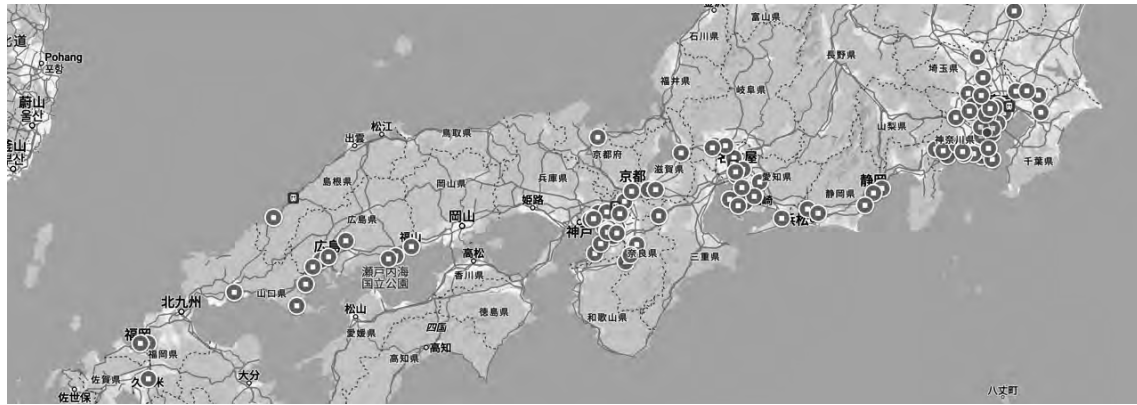 石川県
富山県
北道
Pohang
포항
蔚山
울산
釜山
부산
福井県
岐阜県
長野県
埼玉県
山梨県
神奈川県
千葉県
松江
出雲
鳥取県
京都府
滋賀県
愛知県
静岡県
静岡
浜松
島根県
岡山県
兵庫県
京都
姫路
神戸
岡山
広島県
広島
福山
瀬戸内海
国立公園
高松
香川県
奈良県
三重県
和歌山県
山口県
北九州
松山
愛媛県
徳島県
四国
高知
高知県
福岡
福岡県
佐賀県
大分
佐世保
八丈町